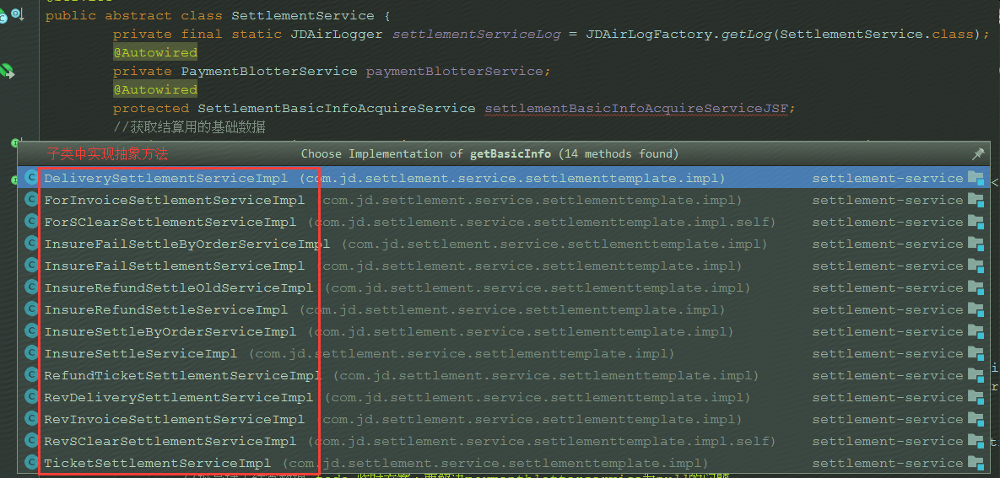 @Service
public abstract class SettlementService {
private final static JDAirLogger settlementServiceLog = JDAirLogFactory.getLog(SettlementService.class);
@Autowired
private PaymentBlotterService paymentBlotterService;
@Autowired
protected SettlementBasicInfoAcquireService settlementBasicInfoAcquireServiceJSF;
//获取结算用的基础数据
子类中实现抽象方法 Choose Implementation of getBasicInfo (14 methods found)
DeliverySettlementServiceImpl (com.jd.settlement.service.settlementtemplate.impl) settlement-service
ForInvoiceSettlementServiceImpl (com.jd.settlement.service.settlementtemplate.impl) settlement-service
ForSClearSettlementServiceImpl (com.jd.settlement.service.settlementtemplate.impl.self) settlement-service
InsureFailSettleByOrderServiceImpl (com.jd.settlement.service.settlementtemplate.impl) settlement-service
InsureFailSettlementServiceImpl (com.jd.settlement.service.settlementtemplate.impl) settlement-service
InsureRefundSettleOldServiceImpl (com.jd.settlement.service.settlementtemplate.impl) settlement-service
InsureRefundSettleServiceImpl (com.jd.settlement.service.settlementtemplate.impl) settlement-service
InsureSettleByOrderServiceImpl (com.jd.settlement.service.settlementtemplate.impl) settlement-service
InsureSettleServiceImpl (com.jd.settlement.service.settlementtemplate.impl) settlement-service
RefundTicketSettlementServiceImpl (com.jd.settlement.service.settlementtemplate.impl) settlement-service
RevDeliverySettlementServiceImpl (com.jd.settlement.service.settlementtemplate.impl) settlement-service
RevInvoiceSettlementServiceImpl (com.jd.settlement.service.settlementtemplate.impl) settlement-service
RevSClearSettlementServiceImpl (com.jd.settlement.service.settlementtemplate.impl.self) settlement-service
TicketSettlementServiceImpl (com.jd.settlement.service.settlementtemplate.impl) settlement-service